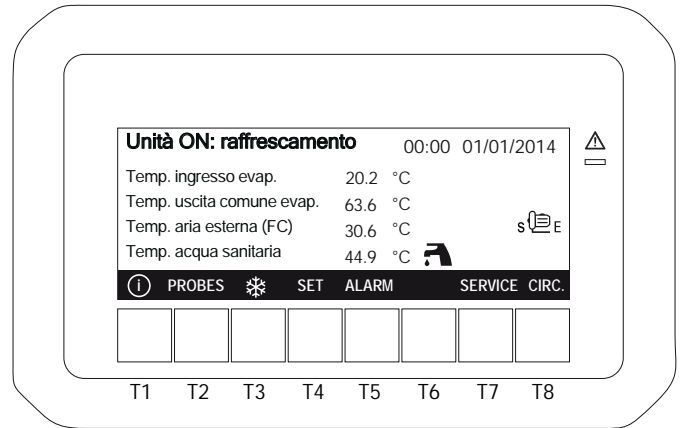 Unità ON: raffrescamento 00:00 01/01/2014
Temp. ingresso evap. 20.2 °C
Temp. uscita comune evap. 63.6 °C
Temp. aria esterna (FC) 30.6 °C
S E
Temp. acqua sanitaria 44.9 °C
i PROBES SET ALARM SERVICE CIRC.
T1 T2 T3 T4 T5 T6 T7 T8